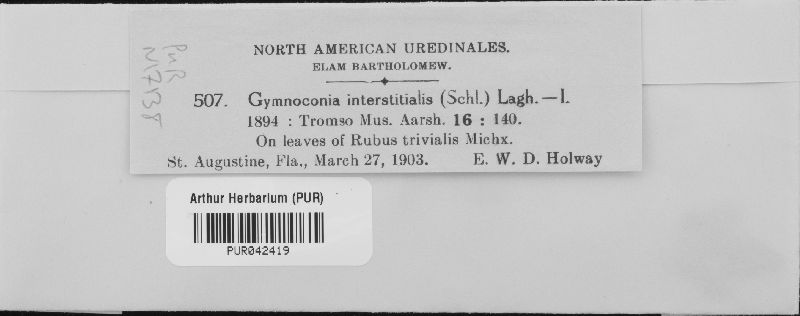 PUR
N7138
NORTH AMERICAN UREDINALES.
ELAM BARTHOLOMEW.
507. Gymnoconia interstitialis (Schl.) Lagh.—I.
1894 : Tromso Mus. Aarsh. 16 : 140.
On leaves of Rubus trivialis Michx.
St. Augustine, Fla., March 27, 1903. E. W. D. Holway
Arthur Herbarium (PUR)
PUR042419